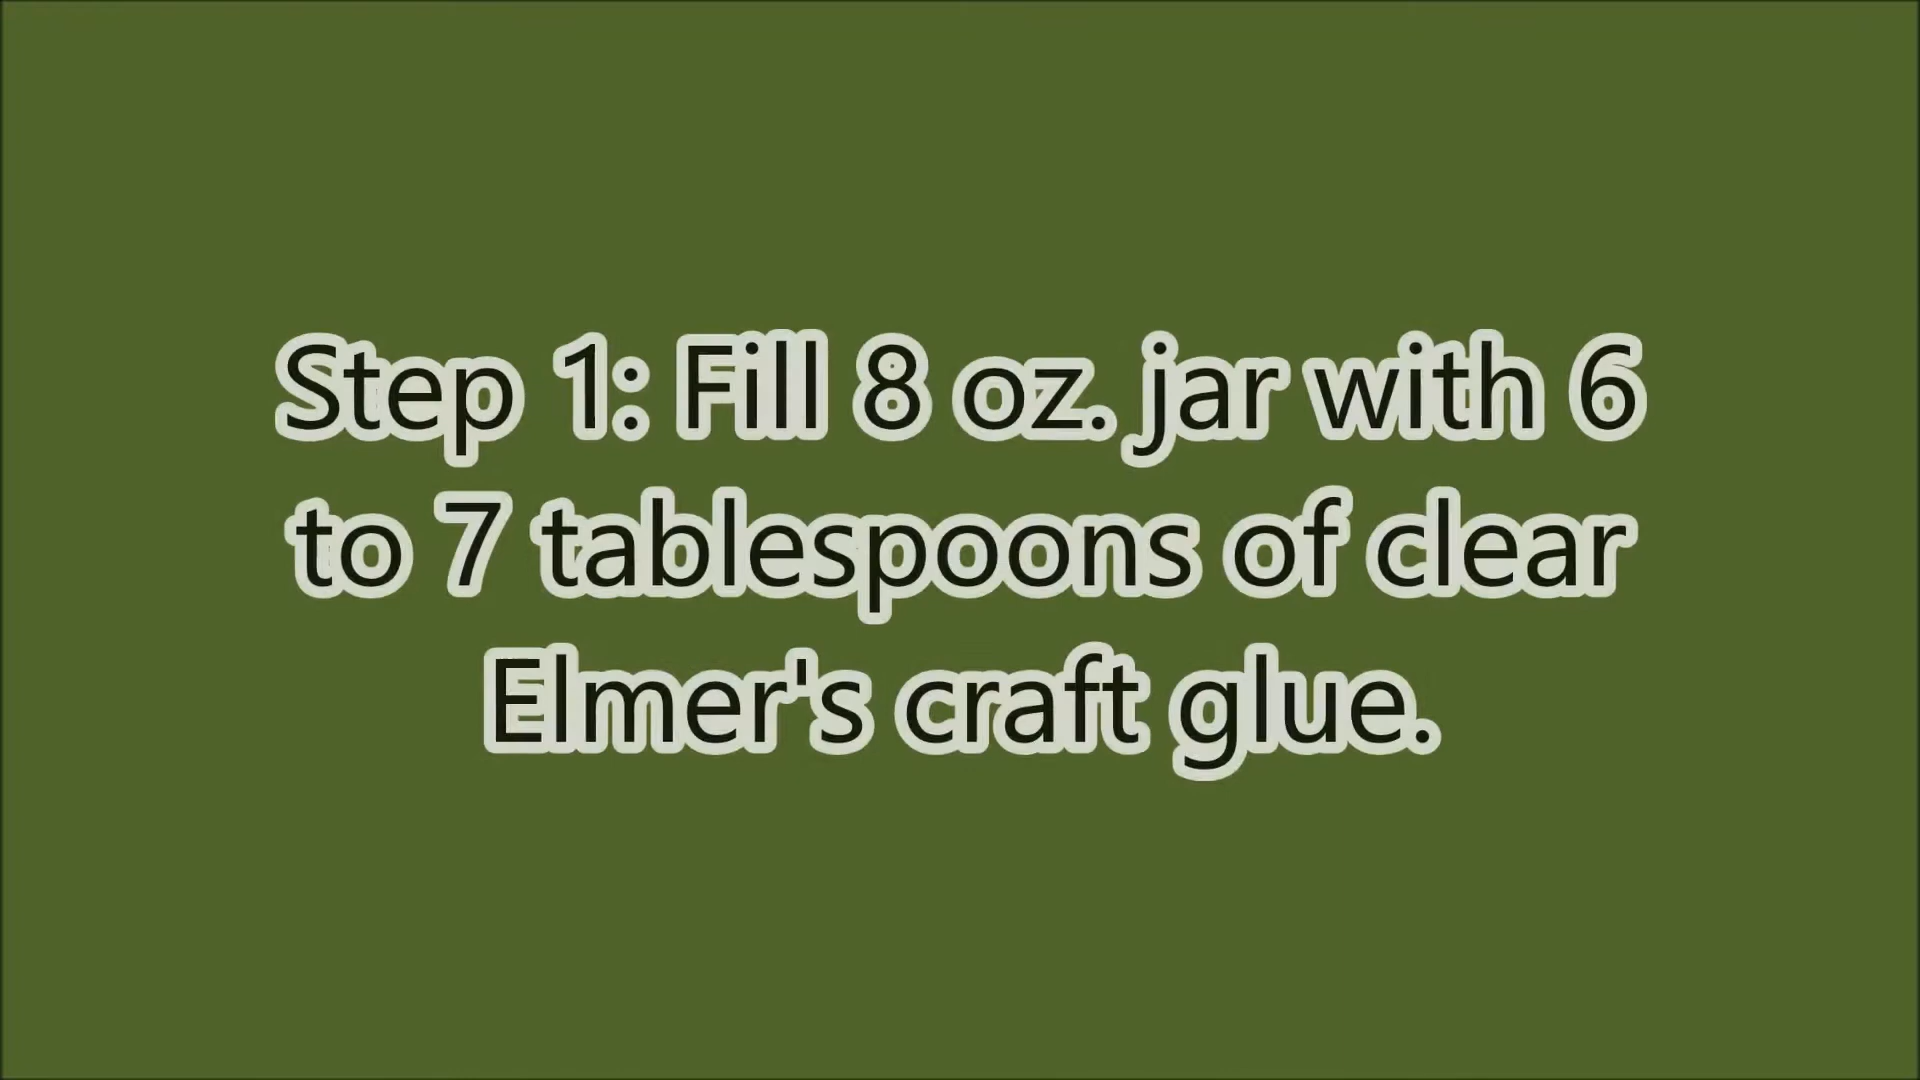 Step 1: Fill 8 oz. jar with 6
to 7 tablespoons of clear
Elmer's craft glue.